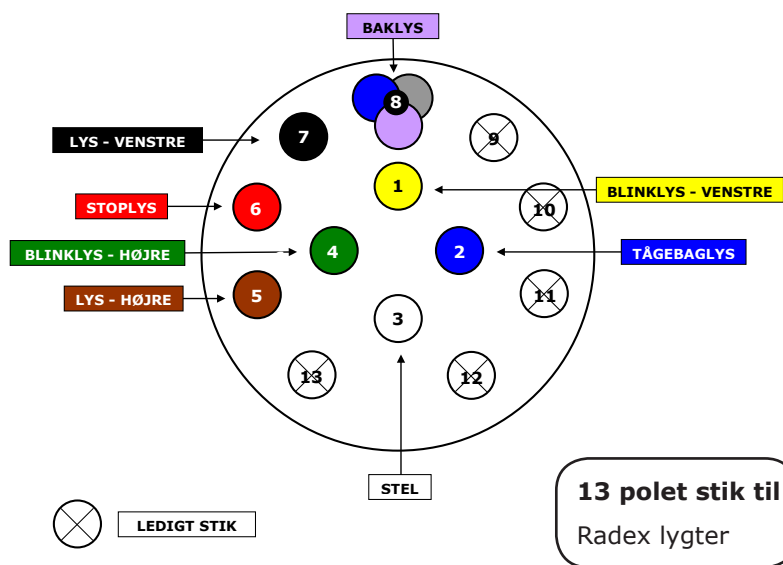 BAKLYS
8
7
9
LYS - VENSTRE
1
BLINKLYS - VENSTRE
STOPLYS
6
10
BLINKLYS - HØJRE
4
2
TÅGEBAGLYS
LYS - HØJRE
5
11
3
13
12
STEL
LEDIGT STIK
13 polet stik til
Radex lygter